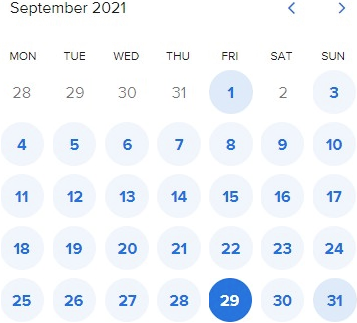 September 2021
MON TUE WED THU FRI SAT SUN
28 29 30 31 1 2 3
4 5 6 7 8 9 10
11 12 13 14 15 16 17
18 19 20 21 22 23 24
25 26 27 28 29 30 31